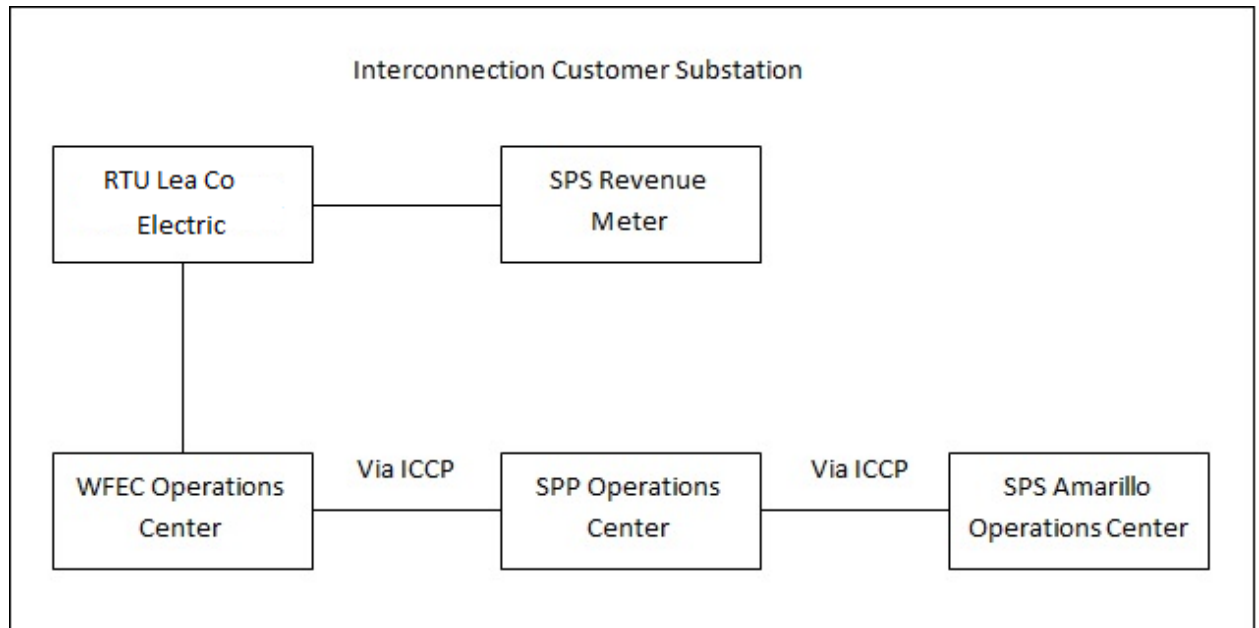 Interconnection Customer Substation
RTU Lea Co
Electric
SPS Revenue
Meter
WFEC Operations
Center
Via ICCP
SPP Operations
Center
Via ICCP
SPS Amarillo
Operations Center